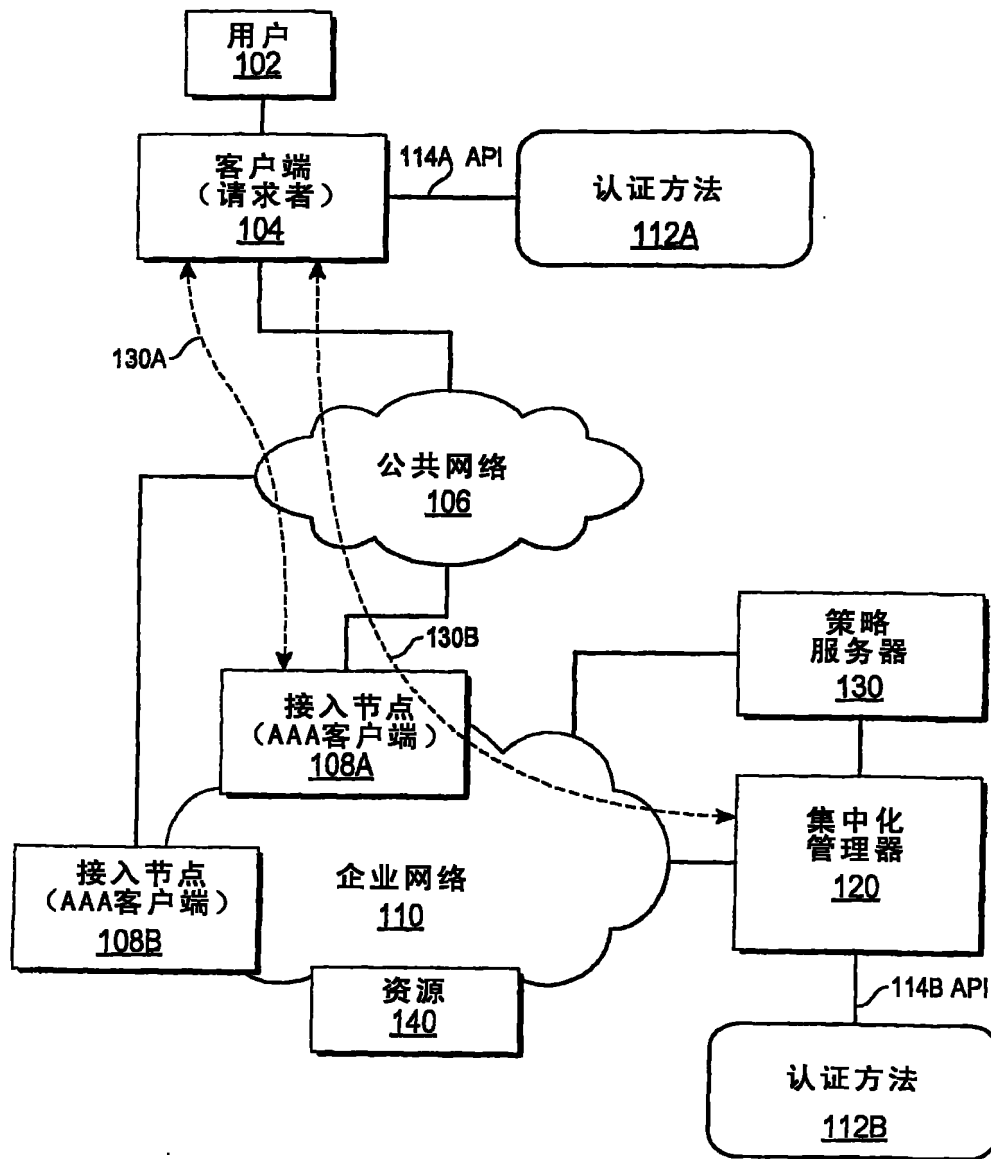 用户
102
客户端
（请求者）
104
114A API
认证方法
112A
130A
公共网络
106
130B
策略
服务器
130
接入节点
（AAA客户端）
108A
集中化
管理器
120
接入节点
（AAA客户端）
108B
企业网络
110
资源
140
114B API
认证方法
112B